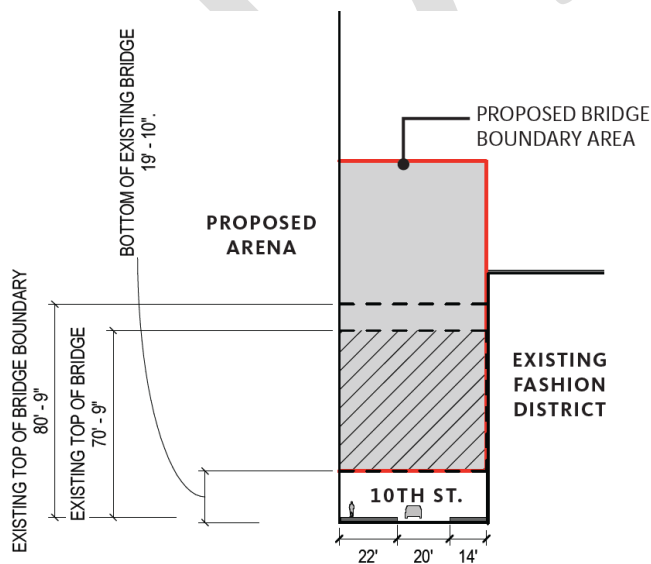 PROPOSED BRIDGE
BOUNDARY AREA
BOTTOM OF EXISTING BRIDGE
19' - 10".
PROPOSED
ARENA
EXISTING TOP OF BRIDGE BOUNDARY
80' - 9"
EXISTING TOP OF BRIDGE
70' - 9"
EXISTING
FASHION
DISTRICT
10TH ST.
22' 20' 14'